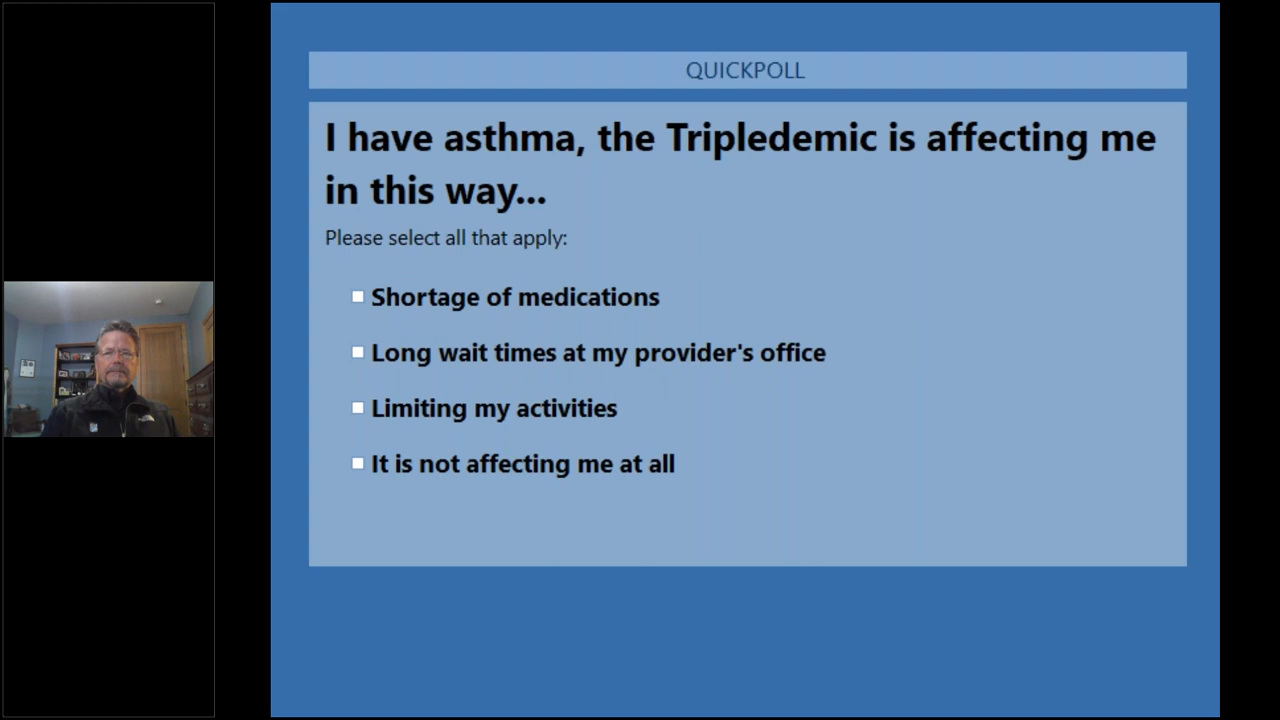 QUICKPOLL
I have asthma, the Tripledemic is affecting me
in this way...
Please select all that apply:
Shortage of medications
Long wait times at my provider's office
Limiting my activities
It is not affecting me at all